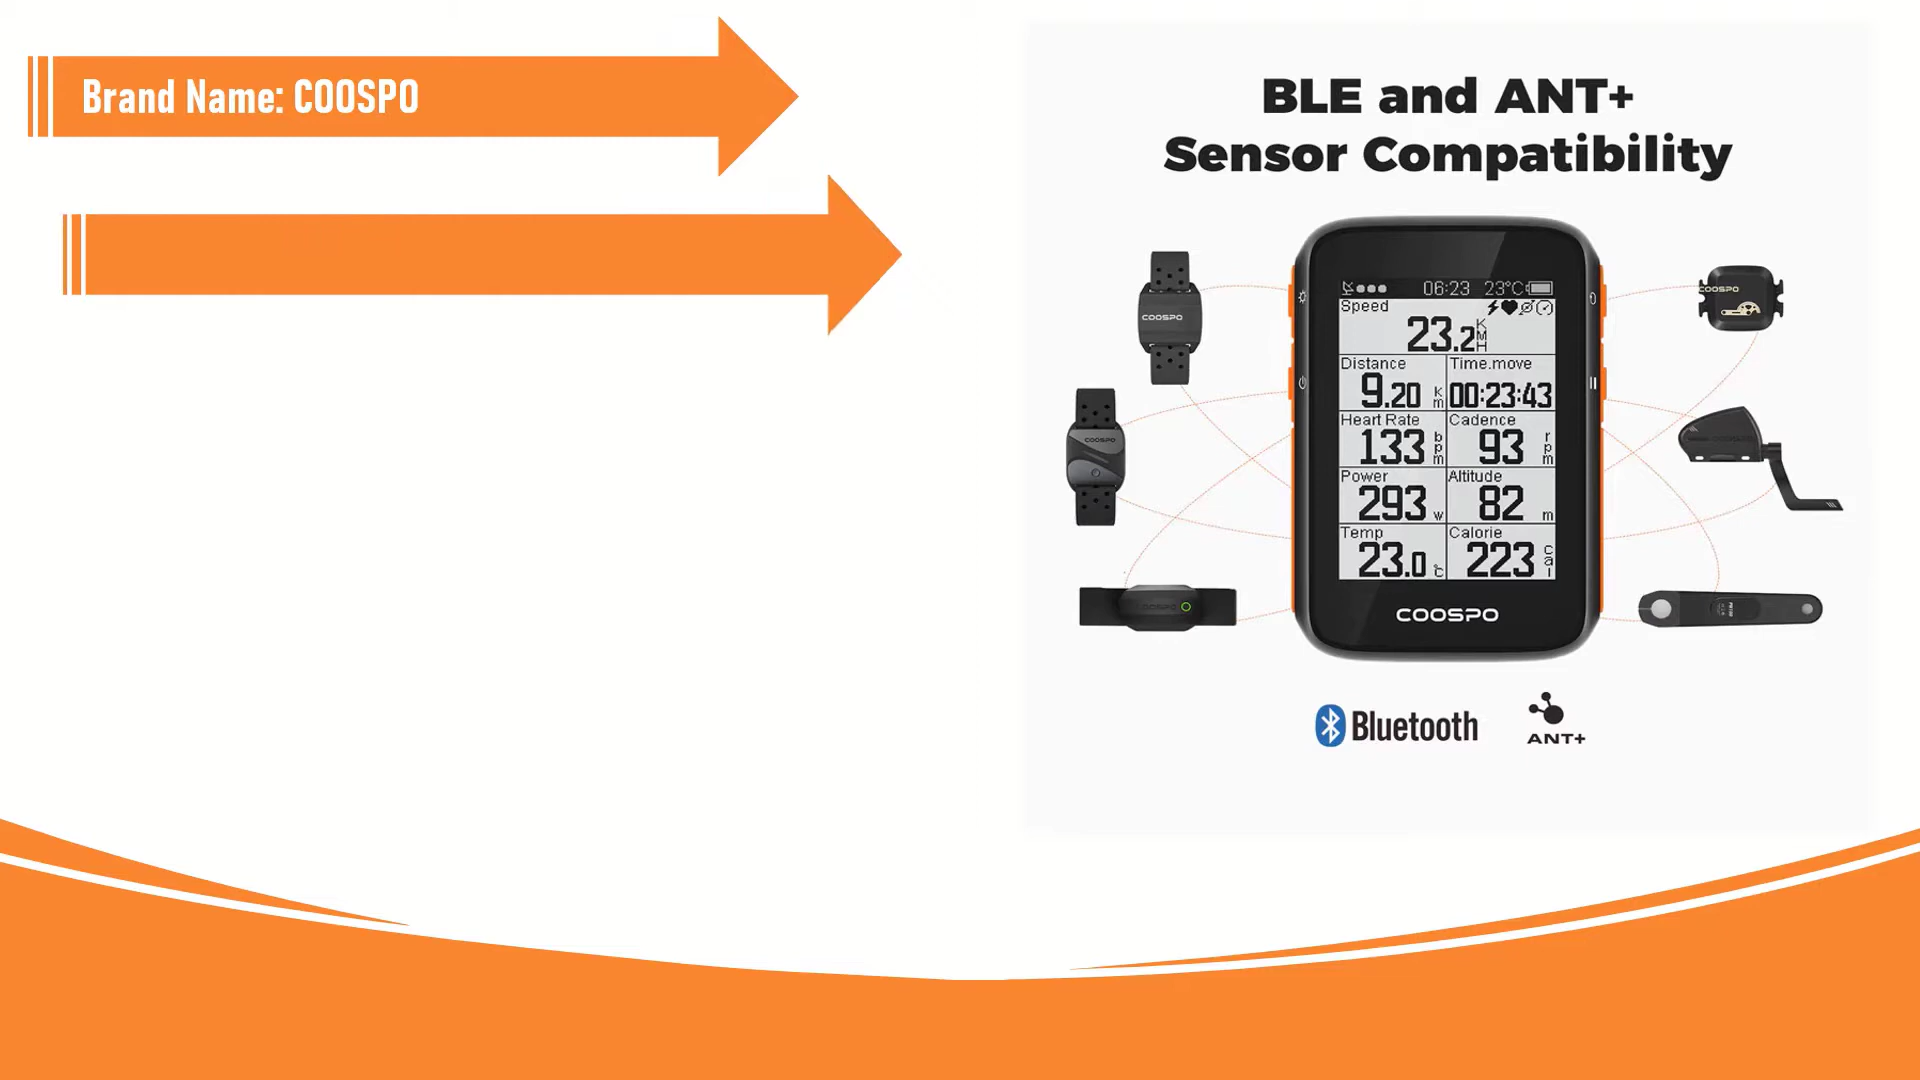 Brand Name: COOSPO
BLE and ANT+
Sensor Compatibility
06:23 23°C
Speed
23.2 KMH
Distance Time.move
9.20 Km 00:23:43
Heart Rate Cadence
133 bpm 93 rpm
Power Altitude
293 w 82 m
Temp Calorie
23.0 °C 223 cal
COOSPO
COOSPO
COOSPO
COOSPO
COOSPO
Bluetooth
ANT+